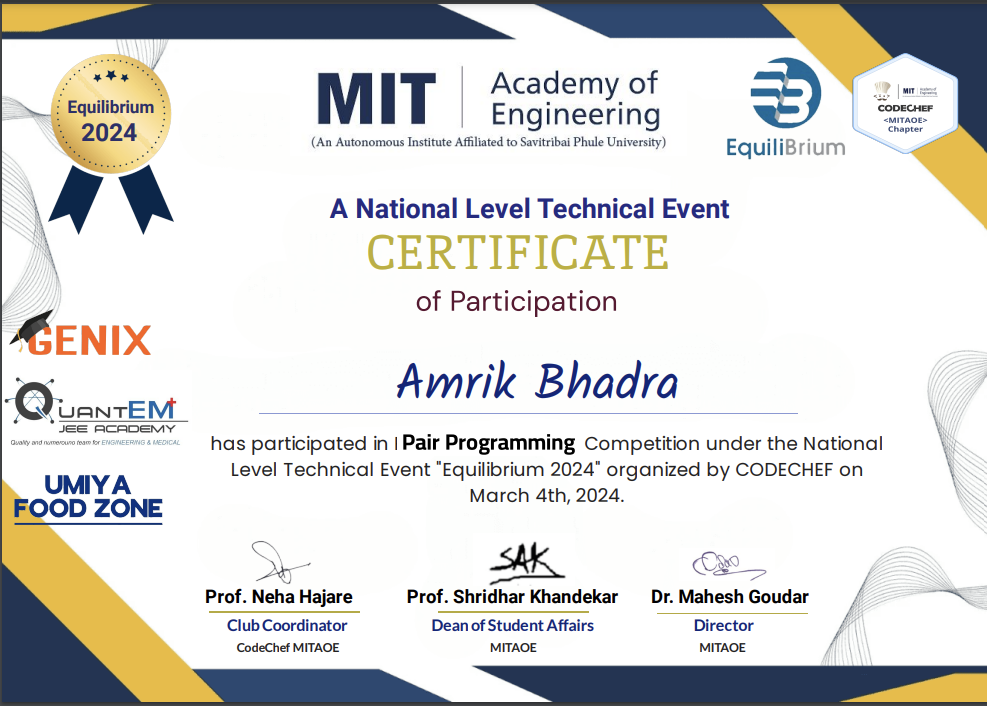 Equilibrium
2024
MIT
Academy of
Engineering
(An Autonomous Institute Affiliated to Savitribai Phule University)
EquiliBrium
MIT
Academy of
Engineering
CODECHEF
<MITAOE>
Chapter
A National Level Technical Event
CERTIFICATE
of Participation
GENIX
Amrik Bhadra
QUANTEM
JEE ACADEMY
Quality and numerouno team for ENGINEERING & MEDICAL
has participated in I Pair Programming Competition under the National
Level Technical Event "Equilibrium 2024" organized by CODECHEF on
March 4th, 2024.
UMIYA
FOOD ZONE
SAK
Prof. Neha Hajare
Club Coordinator
CodeChef MITAOE
Prof. Shridhar Khandekar
Dean of Student Affairs
MITAOE
Dr. Mahesh Goudar
Director
MITAOE